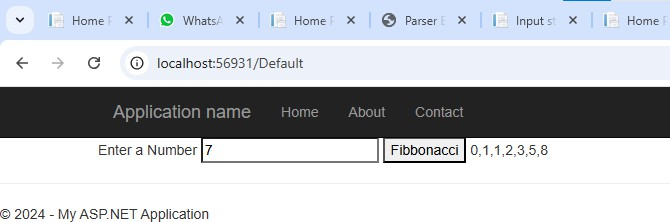 Home P
WhatsA
Home P
Parser E
Input st
Home P
localhost:56931/Default
Application name Home About Contact
Enter a Number 7 Fibbonacci 0,1,1,2,3,5,8
© 2024 - My ASP.NET Application